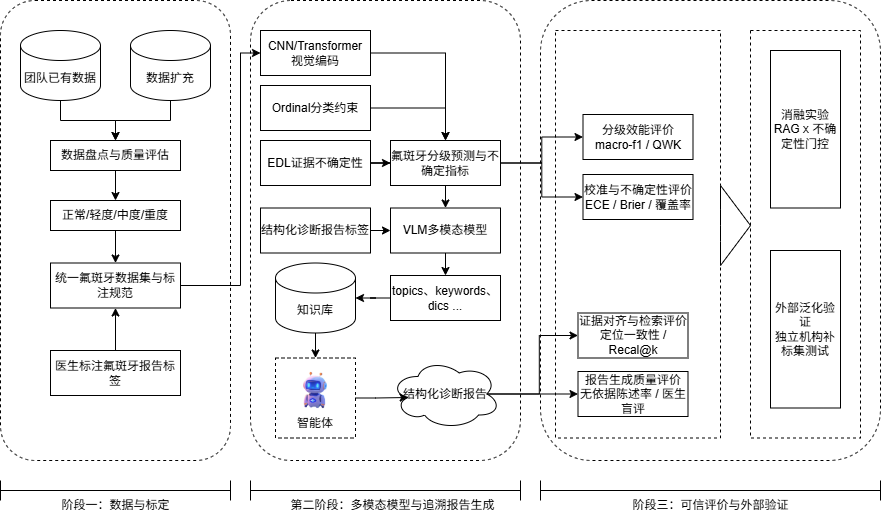 团队已有数据
数据扩充
数据盘点与质量评估
正常/轻度/中度/重度
统一氟斑牙数据集与标
注规范
医生标注氟斑牙报告标
签
CNN/Transformer
视觉编码
Ordinal分类约束
EDL证据不确定性
氟斑牙分级预测与不
确定指标
结构化诊断报告标签
VLM多模态模型
topics、keywords、
dics ...
知识库
智能体
结构化诊断报告
分级效能评价
macro-f1 / QWK
校准与不确定性评价
ECE / Brier / 覆盖率
证据对齐与检索评价
定位一致性 /
Recal@k
报告生成质量评价
无依据陈述率 / 医生
盲评
消融实验
RAG x 不确
定性门控
外部泛化验
证
独立机构补
标集测试
阶段一：数据与标定
第二阶段：多模态模型与追溯报告生成
阶段三：可信评价与外部验证